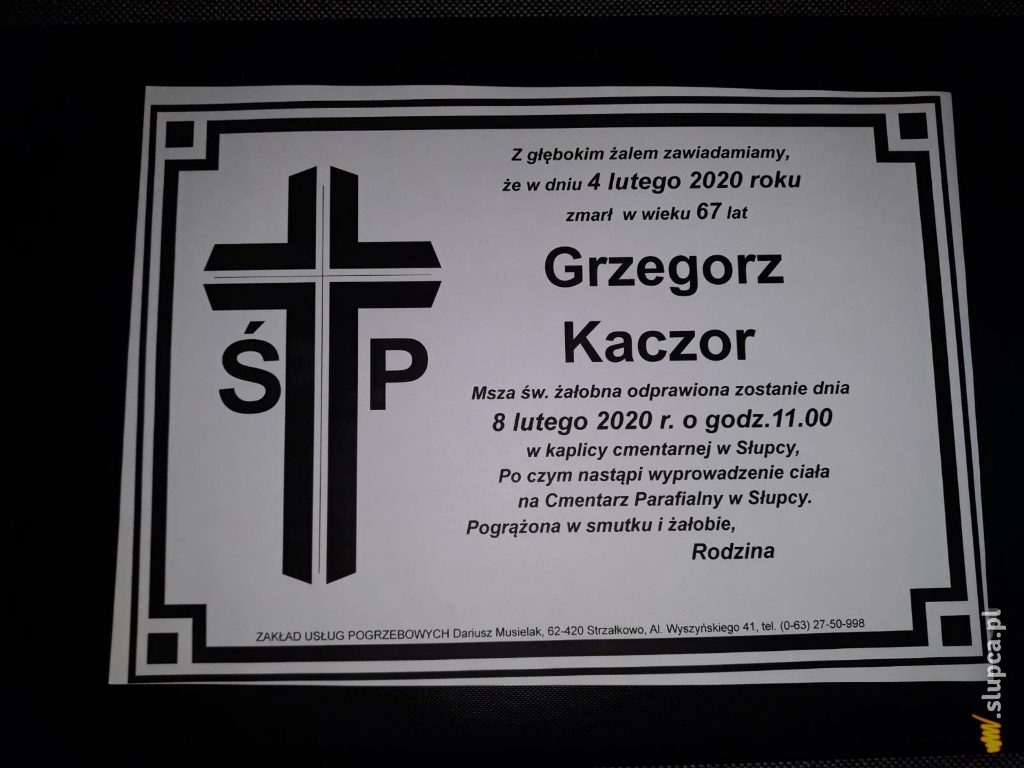 Z głębokim żalem zawiadamiamy,
że w dniu 4 lutego 2020 roku
zmarł w wieku 67 lat
Grzegorz
Kaczor
Ś P
Msza św. żałobna odprawiona zostanie dnia
8 lutego 2020 r. o godz.11.00
w kaplicy cmentarnej w Słupcy,
Po czym nastąpi wyprowadzenie ciała
na Cmentarz Parafialny w Słupcy.
Pogrążona w smutku i żałobie,
Rodzina
ZAKŁAD USŁUG POGRZEBOWYCH Dariusz Musielak, 62-420 Strzałkowo, Al. Wyszyńskiego 41, tel. (0-63) 27-50-998
.slupca.pl